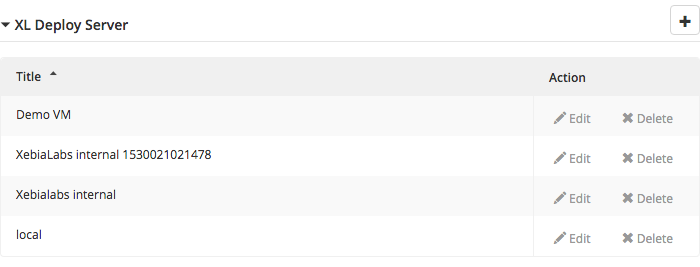 XL Deploy Server
Title Action
Demo VM Edit Delete
XebiaLabs internal 1530021021478 Edit Delete
Xebialabs internal Edit Delete
local Edit Delete